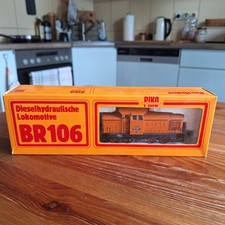 Dieselhydraulische
Lokomotive
BR106
PIKO